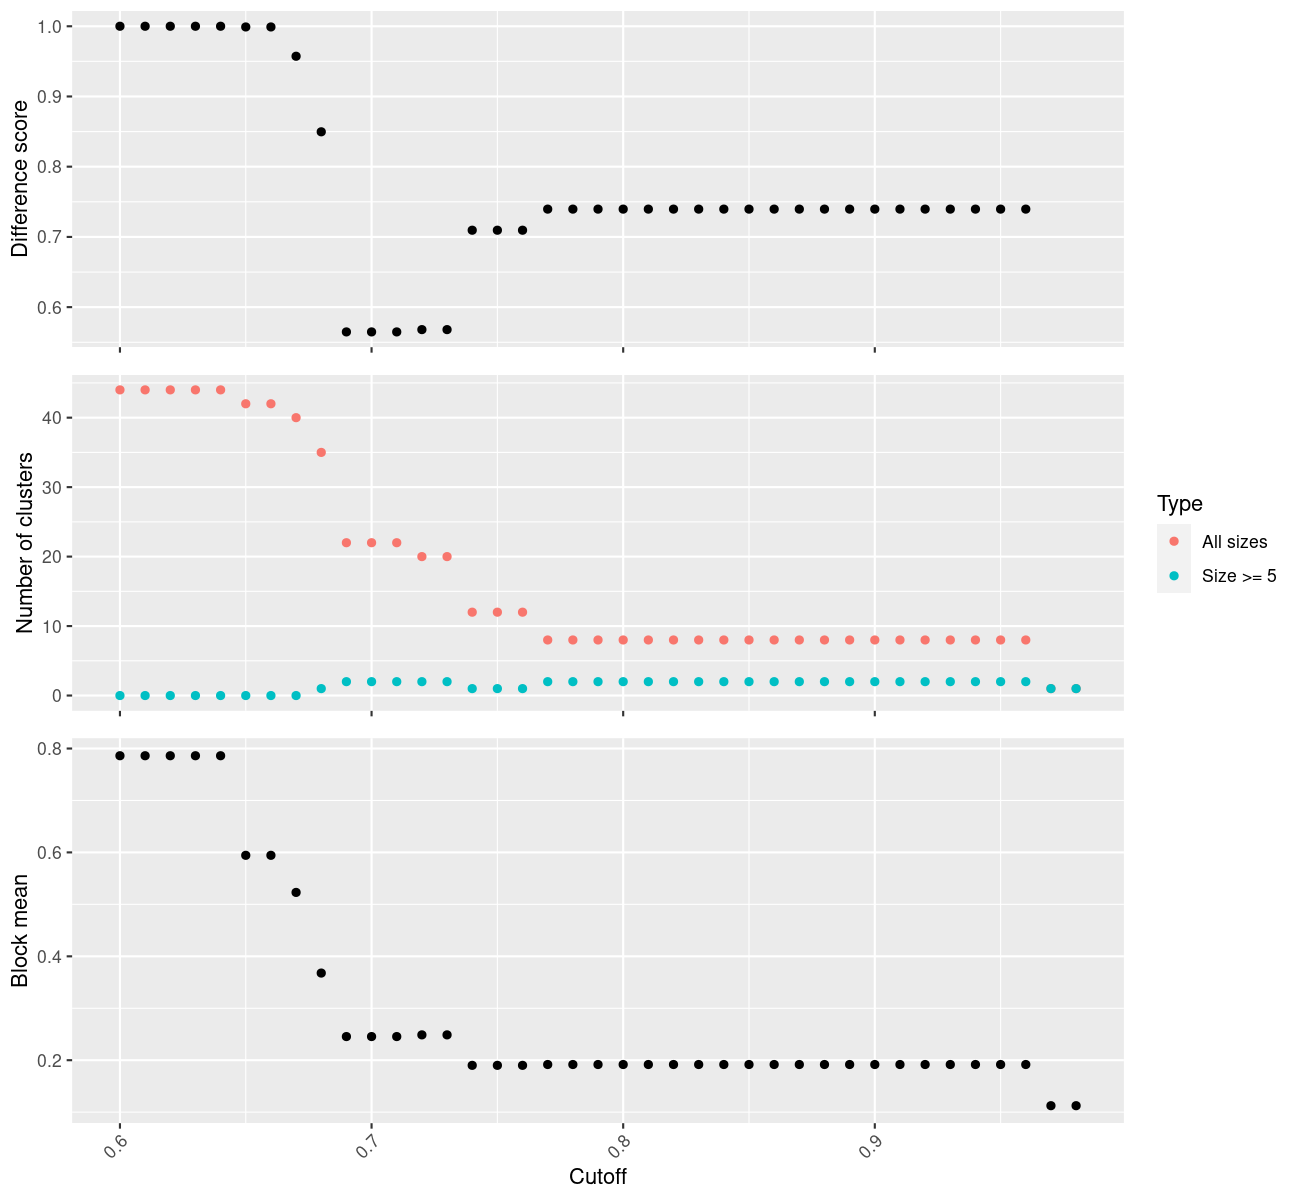 1.0
0.9
0.8
0.7
0.6
Difference score
40
30
20
10
0
Number of clusters
Type
All sizes
Size >= 5
0.8
0.6
0.4
0.2
Block mean
0.6
0.7
0.8
0.9
Cutoff